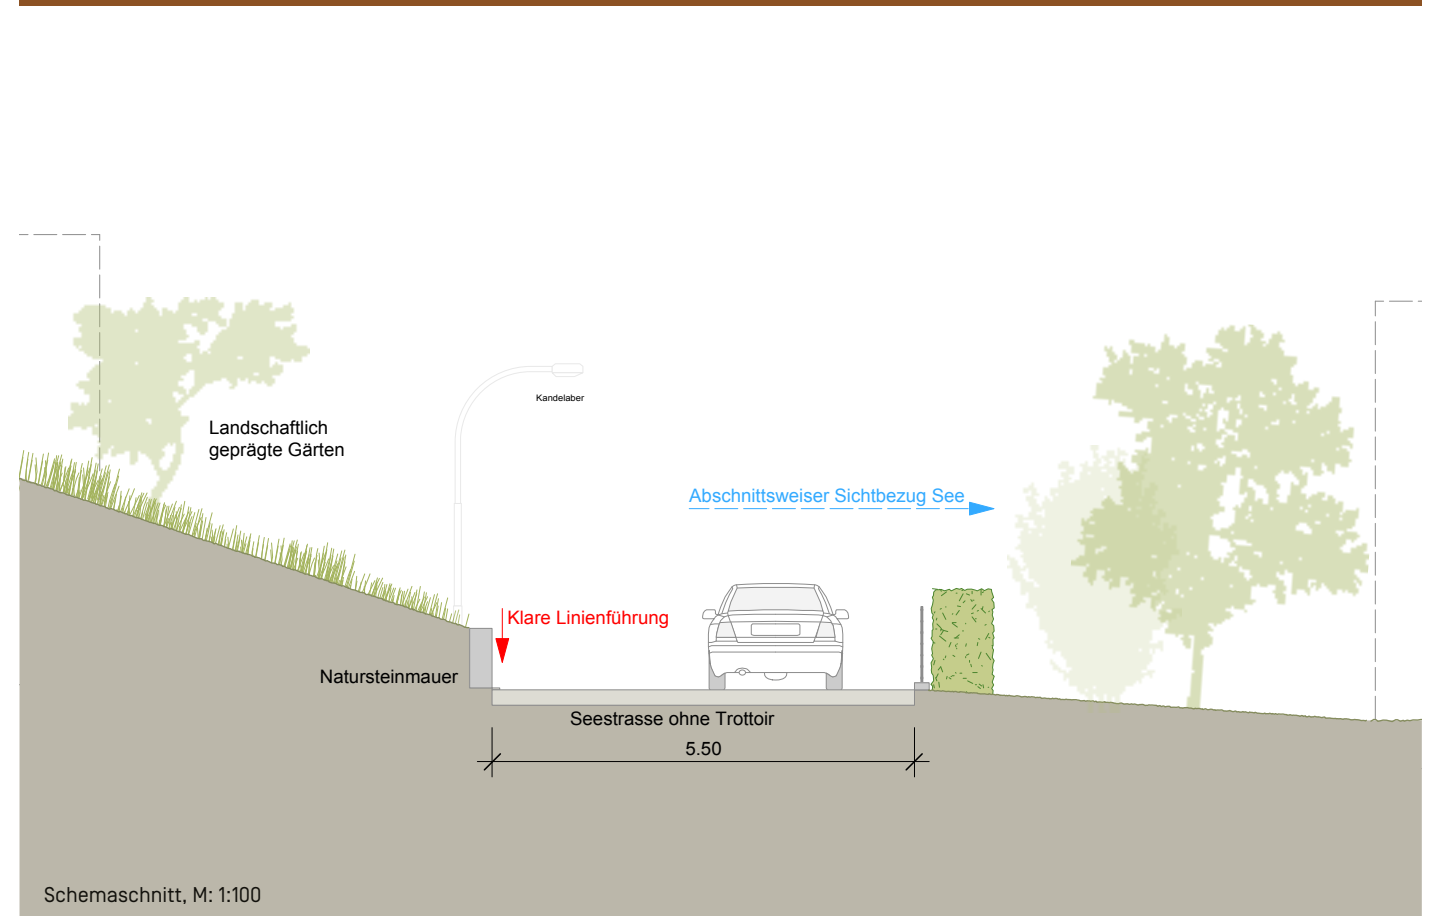 Kandelaber
Landschaftlich
geprägte Gärten
Abschnittsweiser Sichtbezug See
Klare Linienführung
Natursteinmauer
Seestrasse ohne Trottoir
5.50
Schemaschnitt, M: 1:100